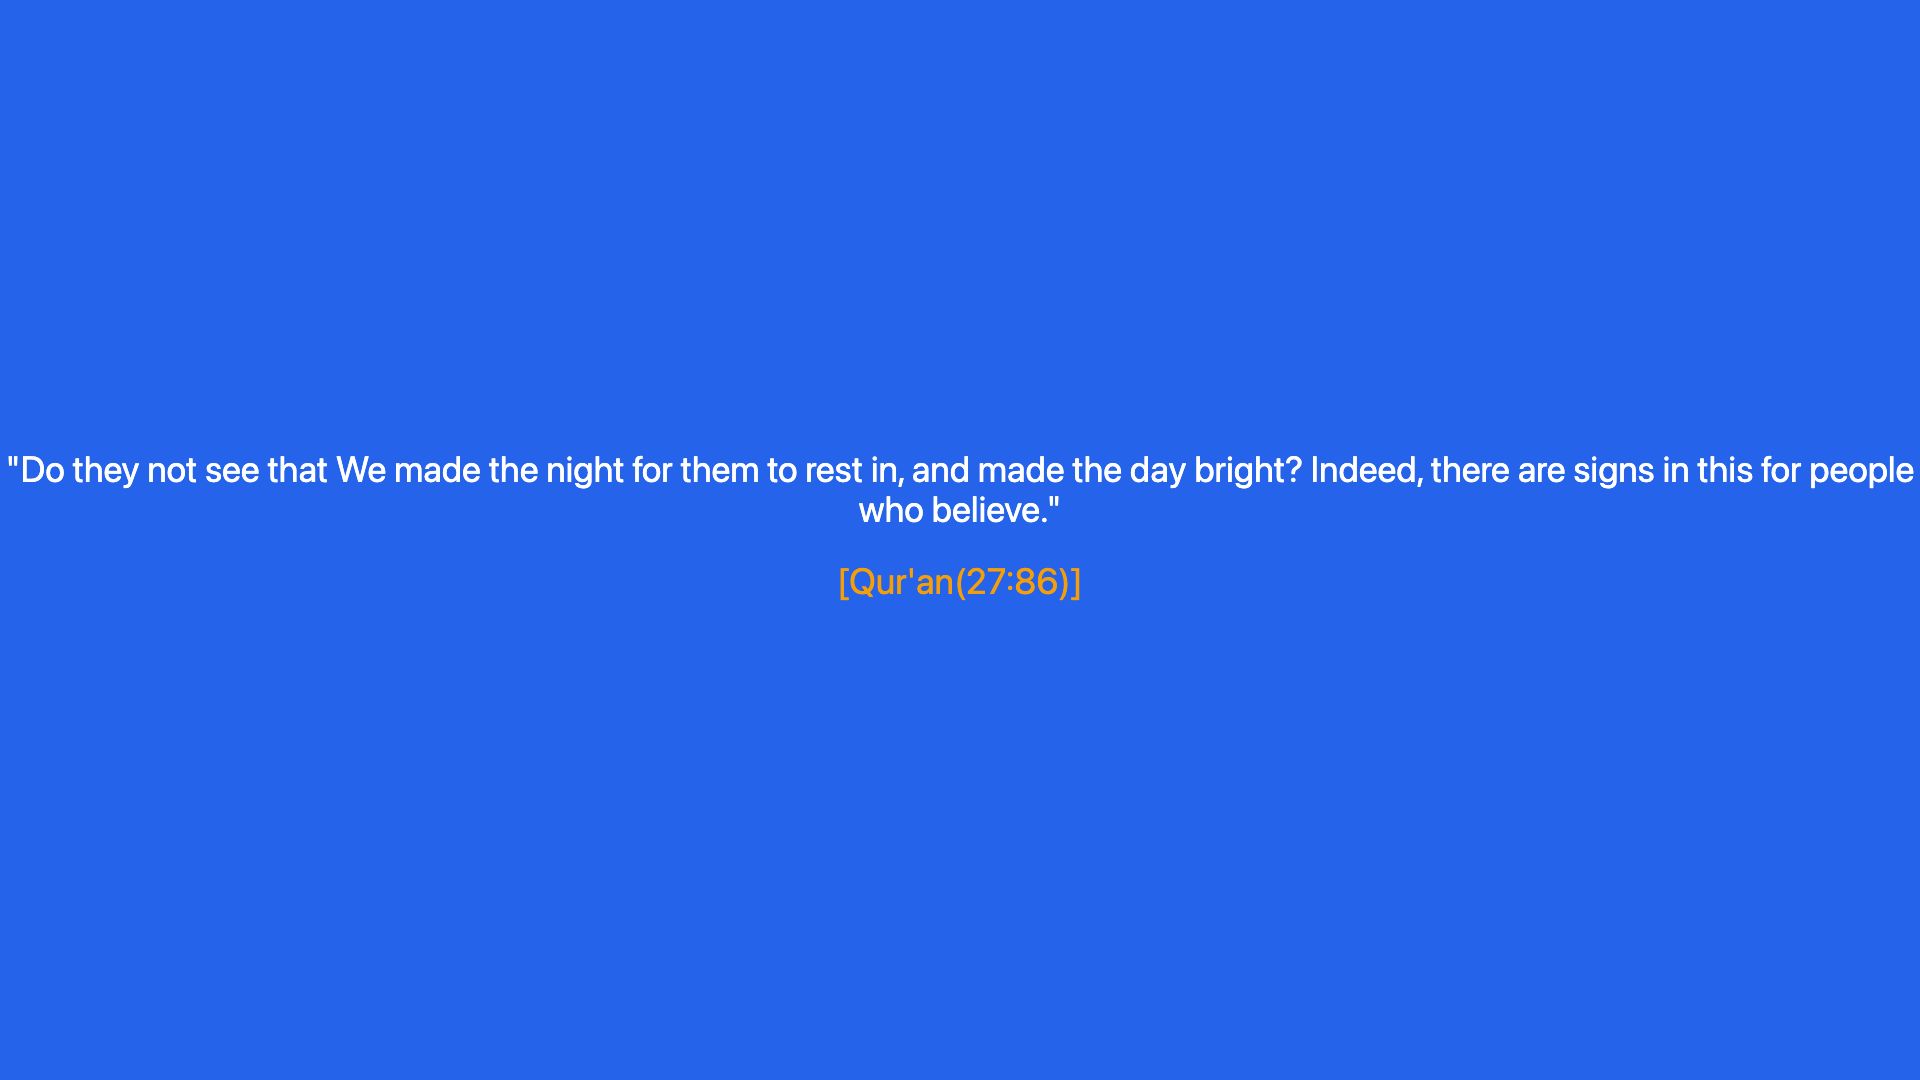 "Do they not see that We made the night for them to rest in, and made the day bright? Indeed, there are signs in this for people
who believe."
[Qur'an(27:86)]